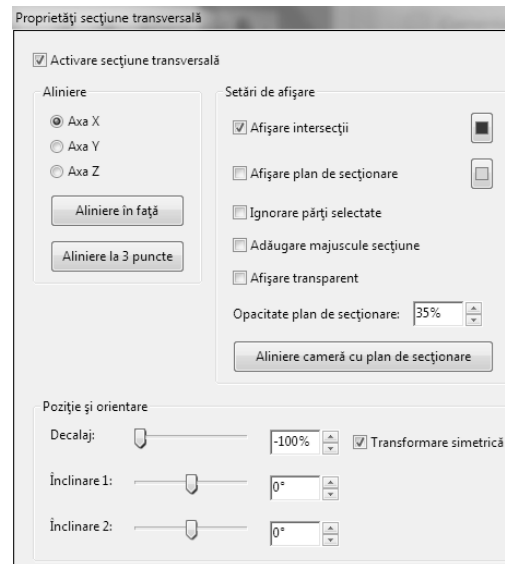 Proprietăţi secţiune transversală
Activare secţiune transversală
Aliniere
Axa X
Axa Y
Axa Z
Aliniere în faţă
Aliniere la 3 puncte
Setări de afişare
Afişare intersecţii
Afişare plan de secţionare
Ignorare părţi selectate
Adăugare majuscule secţiune
Afişare transparent
Opacitate plan de secţionare: 35%
Aliniere cameră cu plan de secţionare
Poziţie şi orientare
Decalaj: -100% Transformare simetrică
Înclinare 1: 0°
Înclinare 2: 0°